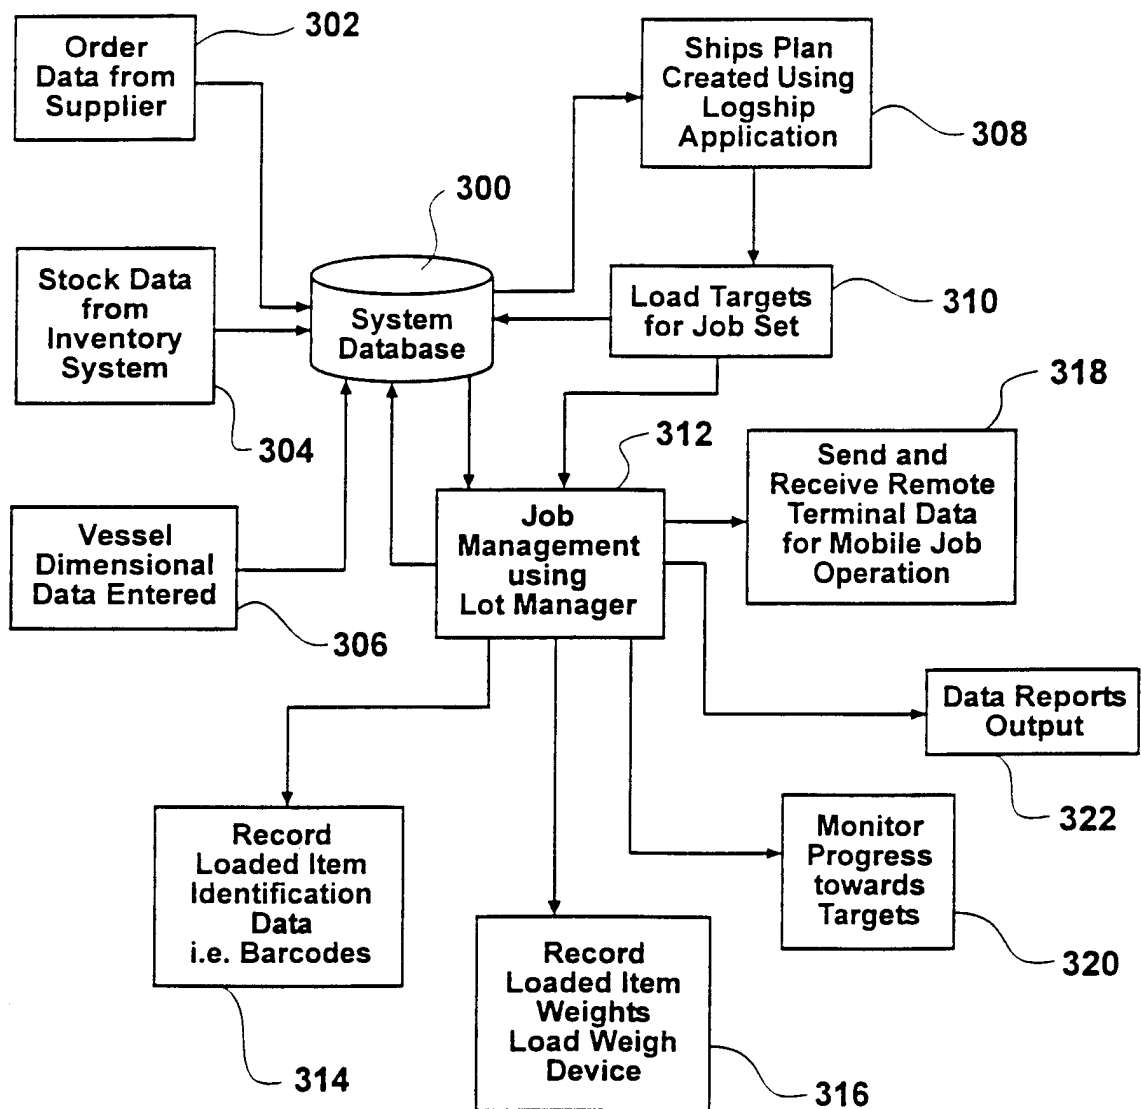 Order
Data from
Supplier
302
Ships Plan
Created Using
Logship
Application
308
300
System
Database
Stock Data
from
Inventory
System
304
Load Targets
for Job Set
310
318
312
Send and
Receive Remote
Terminal Data
for Mobile Job
Operation
Job
Management
using
Lot Manager
Vessel
Dimensional
Data Entered
306
Data Reports
Output
322
Monitor
Progress
towards
Targets
320
Record
Loaded Item
Identification
Data
i.e. Barcodes
314
Record
Loaded Item
Weights
Load Weigh
Device
316